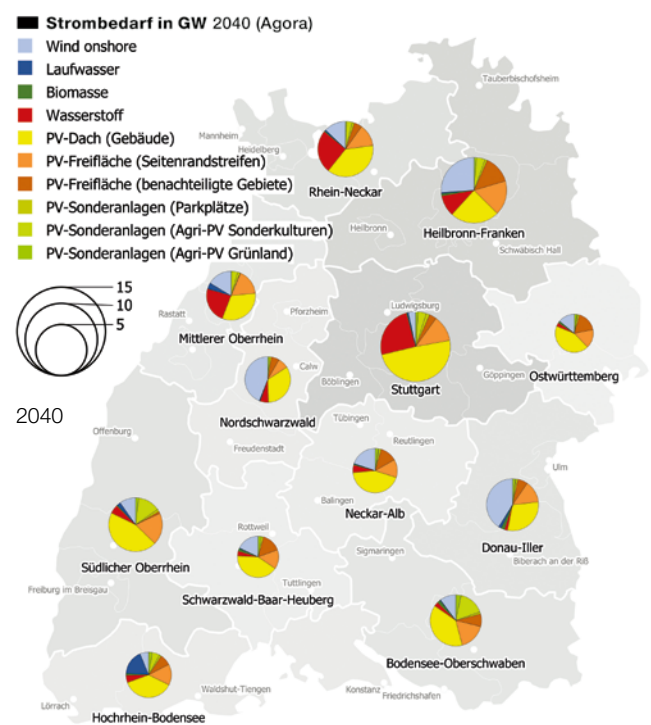 Strombedarf in GW 2040 (Agora)
Wind onshore
Laufwasser
Biomasse
Wasserstoff
PV-Dach (Gebäude)
PV-Freifläche (Seitenrandstreifen)
PV-Freifläche (benachteiligte Gebiete)
PV-Sonderanlagen (Parkplätze)
PV-Sonderanlagen (Agri-PV Sonderkulturen)
PV-Sonderanlagen (Agri-PV Grünland)
15
10
5
2040
Tauberbischofsheim
Mannheim
Heidelberg
Rhein-Neckar
Heilbronn
Heilbronn-Franken
Schwäbisch Hall
Rastatt
Pforzheim
Ludwigsburg
Mittlerer Oberrhein
Calw
Böblingen
Stuttgart
Göppingen
Ostwürttemberg
Nordschwarzwald
Tübingen
Offenburg
Freudenstadt
Reutlingen
Ulm
Balingen
Neckar-Alb
Rottweil
Sigmaringen
Donau-Iller
Biberach an der Riß
Südlicher Oberrhein
Tuttlingen
Freiburg im Breisgau
Schwarzwald-Baar-Heuberg
Bodensee-Oberschwaben
Waldshut-Tiengen
Konstanz
Friedrichshafen
Lörrach
Hochrhein-Bodensee